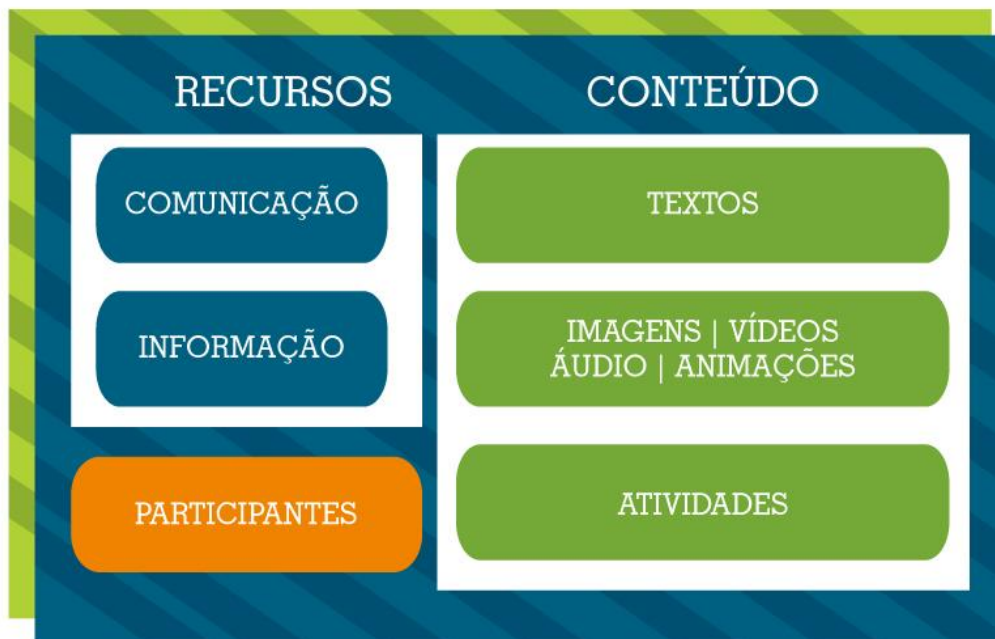 RECURSOS
COMUNICAÇÃO
INFORMAÇÃO
PARTICIPANTES
CONTEÚDO
TEXTOS
IMAGENS | VÍDEOS
ÁUDIO | ANIMAÇÕES
ATIVIDADES